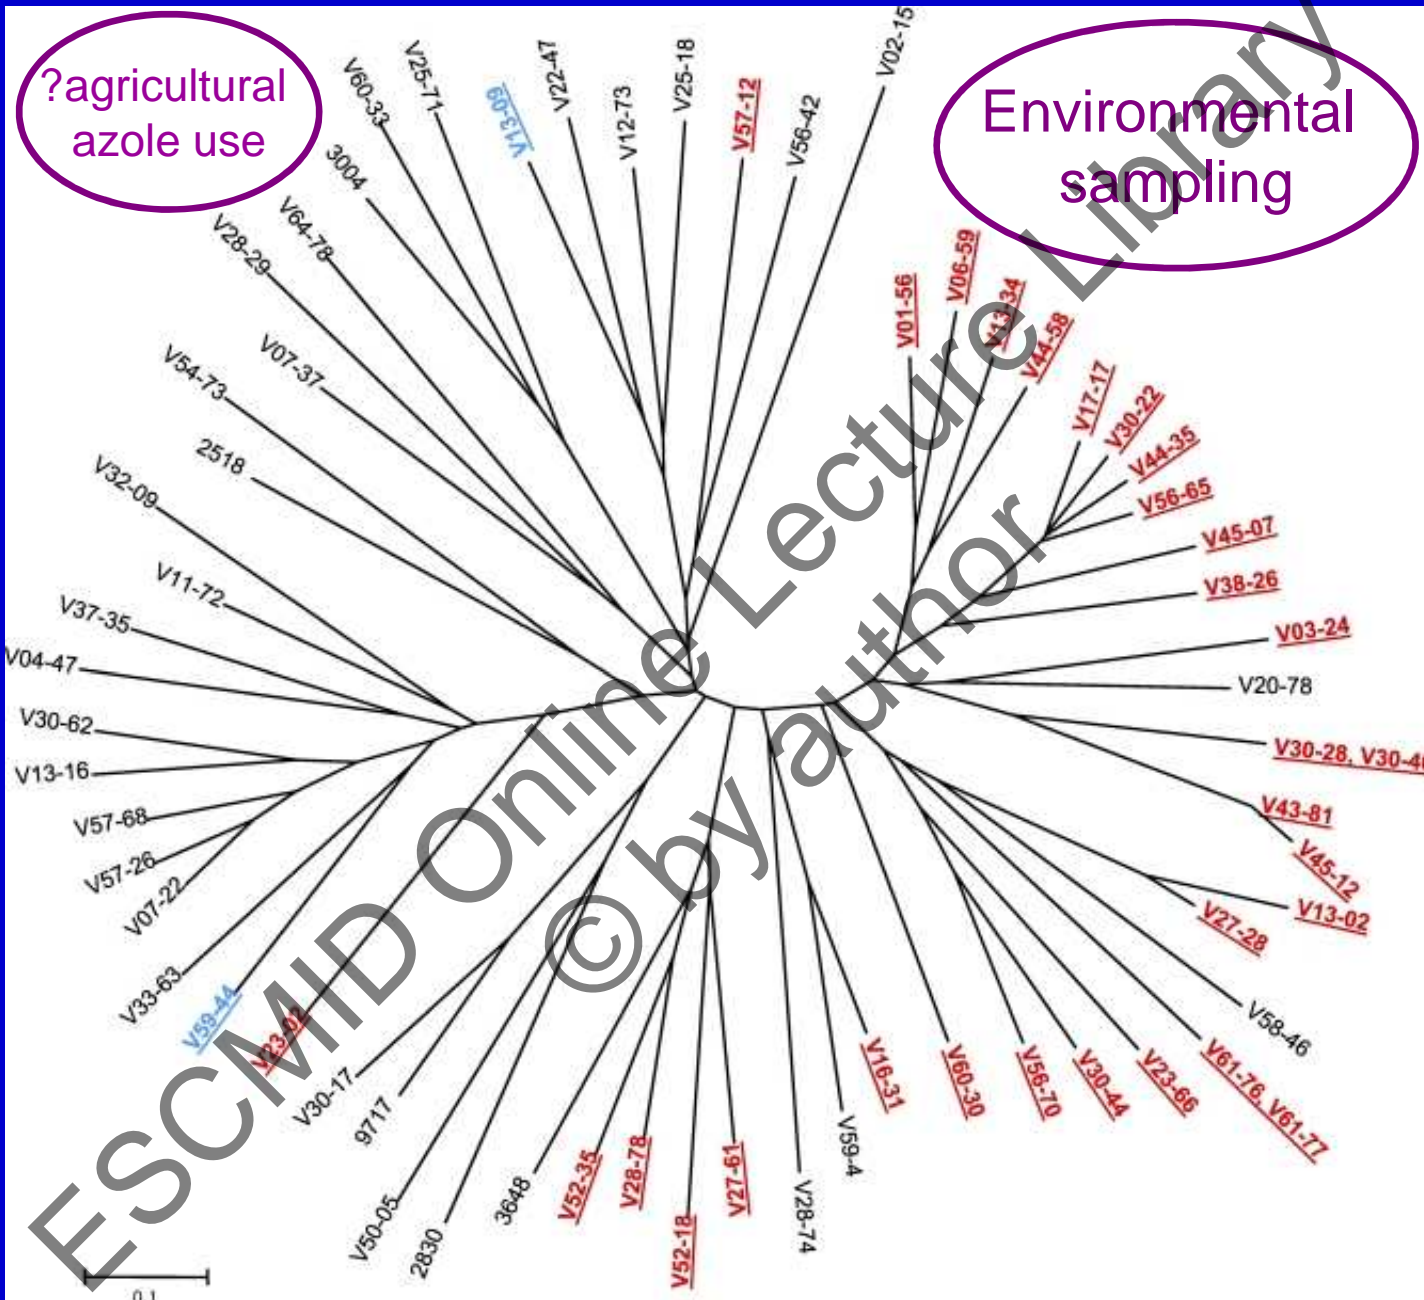 ?agricultural
azole use
Environmental
sampling
V60-33
V25-71
V13-09
V22-47
V12-73
V25-18
V57-12
V56-42
V02-15
3004
V64-78
V28-29
V07-37
V54-73
2518
V32-09
V11-72
V37-35
V04-47
V30-62
V13-16
V57-68
V57-26
V07-22
V33-63
V59-44
V23-02
V30-17
9717
V50-05
2830
3648
V52-35
V28-78
V52-18
V27-61
V28-74
V59-4
V16-31
V60-30
V56-70
V30-44
V23-66
V61-76, V61-77
V58-46
V27-28
V13-02
V45-12
V43-81
V30-28, V30-4
V20-78
V03-24
V38-26
V45-07
V56-65
V44-35
V30-22
V17-17
V44-58
V13-34
V06-59
V01-56
0.1
ESCMID Online Lecture Library
© by author